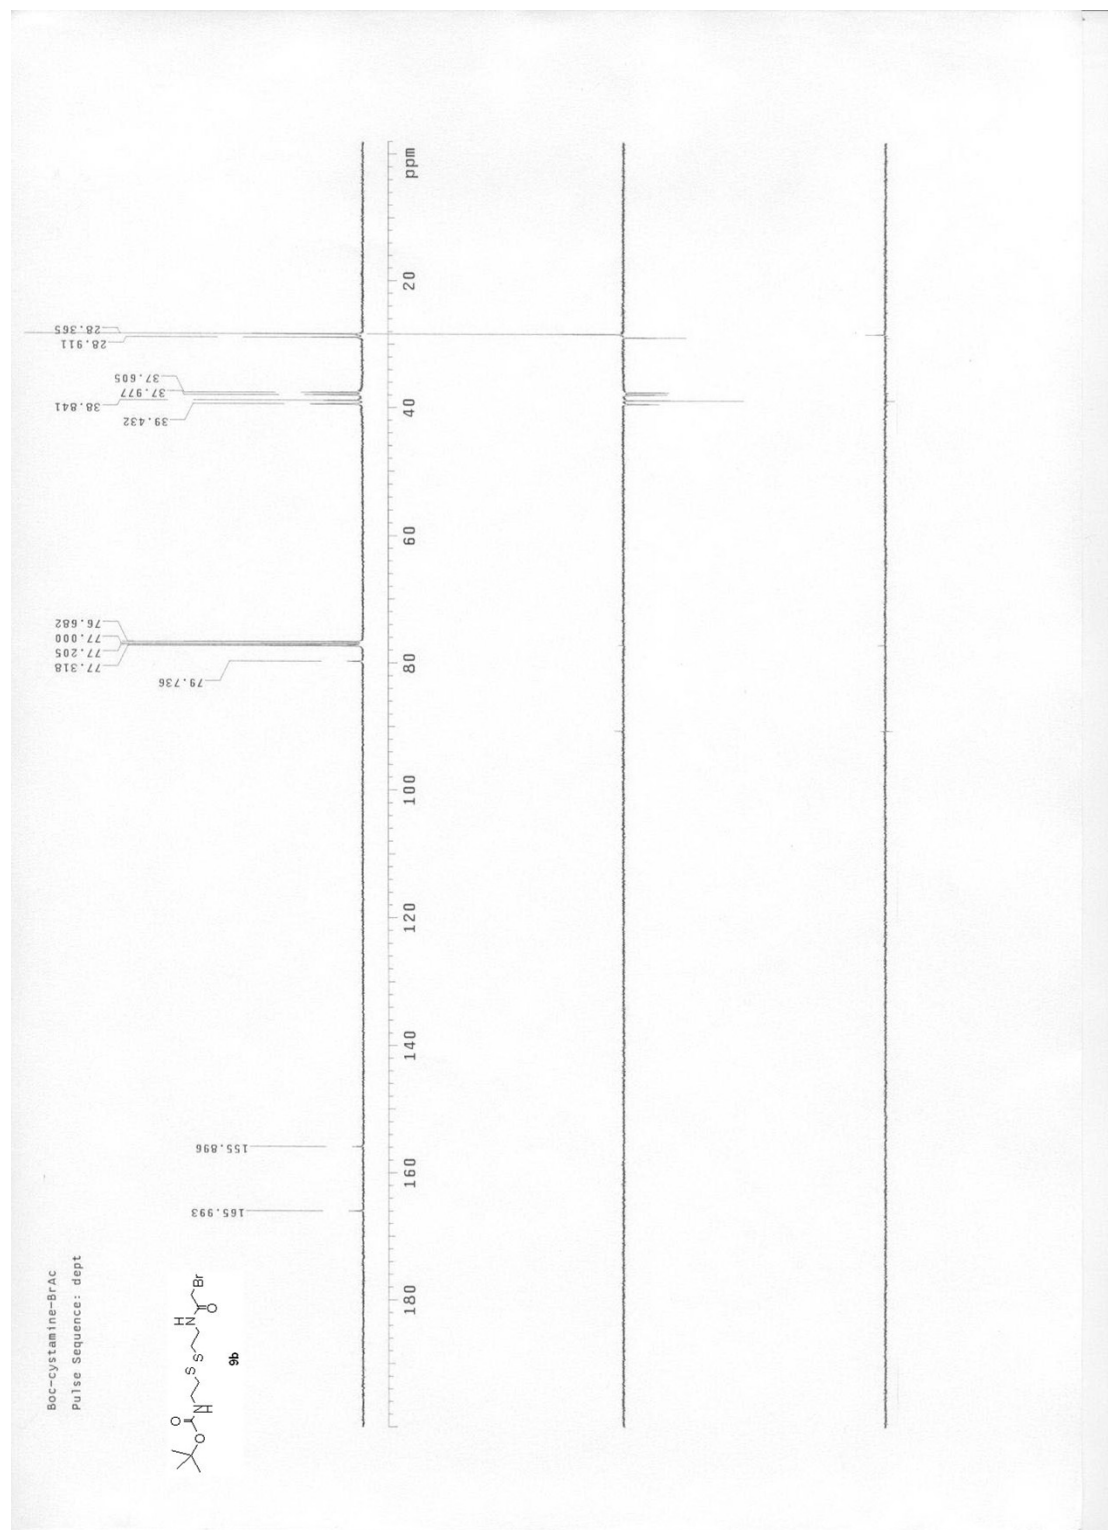 Boc-cystamine-BrAc
Pulse Sequence: dept
165.993
155.896
79.736
77.318
77.205
77.000
76.682
39.432
38.841
37.977
37.605
28.911
28.365
180
160
140
120
100
80
60
40
20
ppm
O
O
N
H
S
S
H
N
O
Br
9b